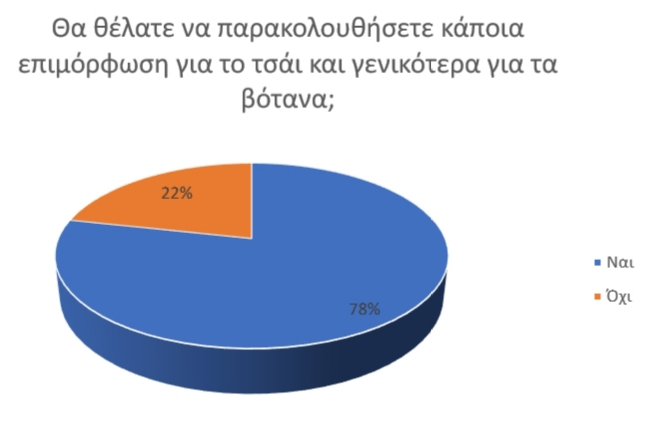 Θα θέλατε να παρακολουθήσετε κάποια
επιμόρφωση για το τσάι και γενικότερα για τα
βότανα;
22%
78%
Ναι
Όχι